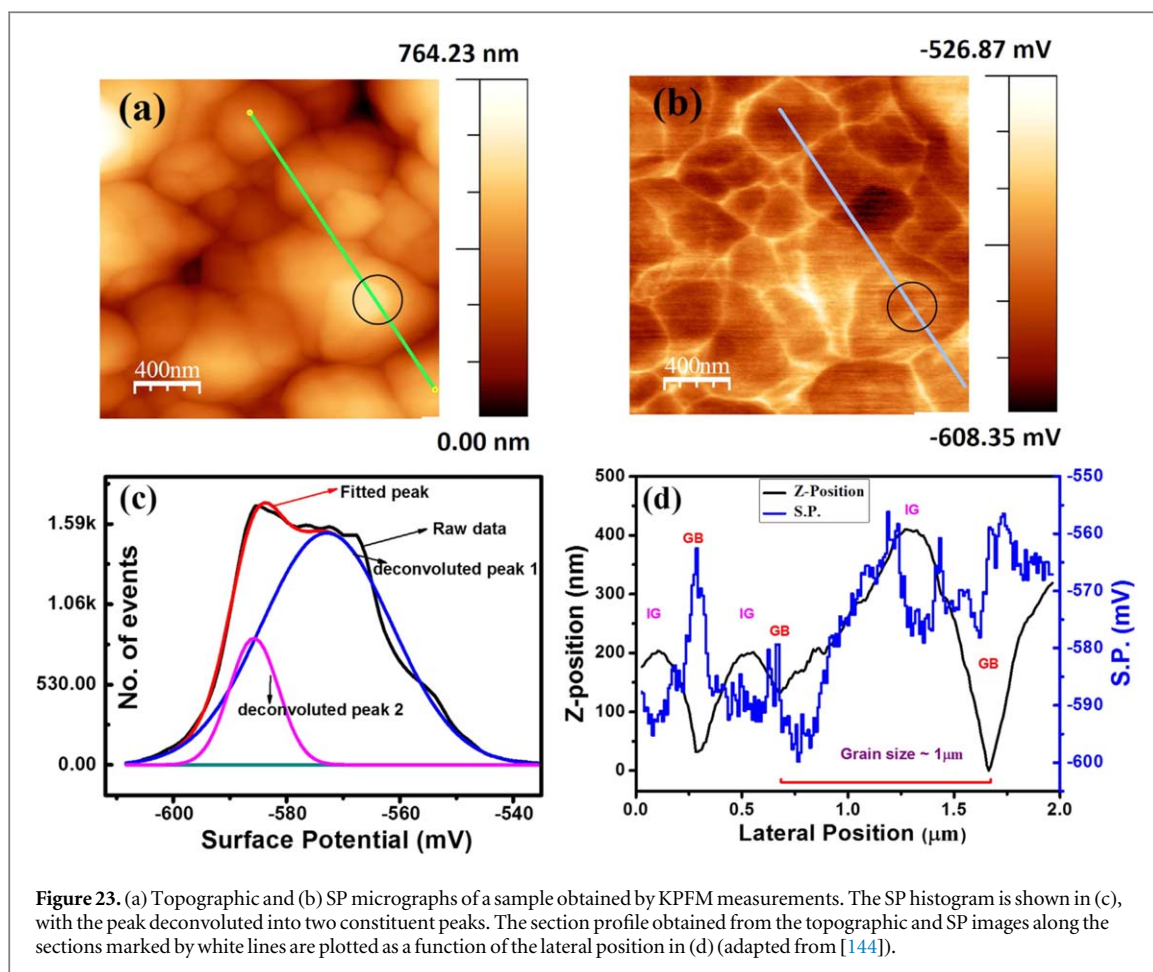 764.23 nm
-526.87 mV
(a)
(b)
400nm
400nm
0.00 nm
-608.35 mV
(c)
Fitted peak
Raw data
deconvoluted peak 1
deconvoluted peak 2
1.59k
1.06k
530.00
0.00
No. of events
-600
-580
-560
-540
Surface Potential (mV)
(d)
Z-Position
S.P.
IG
GB
IG
GB
IG
GB
Grain size ~ 1μm
500
400
300
200
100
0
Z-position (nm)
-550
-560
-570
-580
-590
-600
S.P. (mV)
0.0
0.5
1.0
1.5
2.0
Lateral Position (μm)
Figure 23. (a) Topographic and (b) SP micrographs of a sample obtained by KPFM measurements. The SP histogram is shown in (c),
with the peak deconvoluted into two constituent peaks. The section profile obtained from the topographic and SP images along the
sections marked by white lines are plotted as a function of the lateral position in (d) (adapted from [144]).